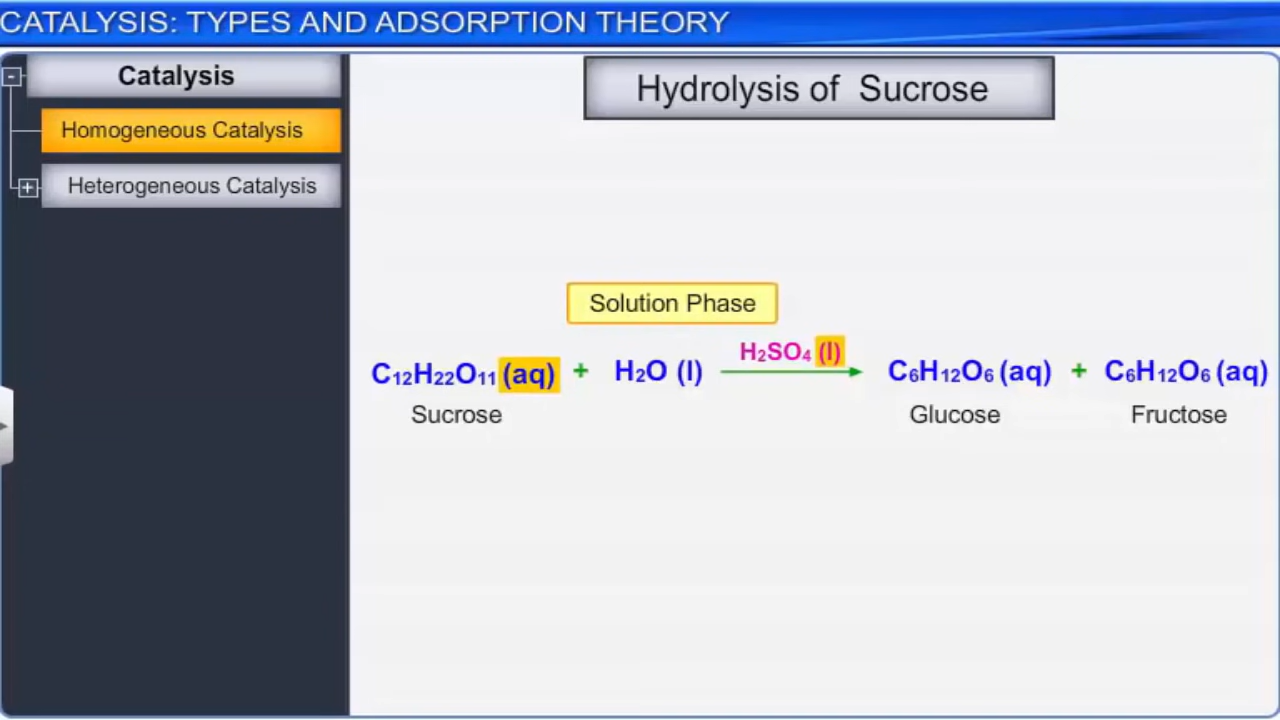 CATALYSIS: TYPES AND ADSORPTION THEORY
Catalysis
Homogeneous Catalysis
Heterogeneous Catalysis
Hydrolysis of Sucrose
Solution Phase
C₁₂H₂₂O₁₁ (aq) + H₂O (l) H₂SO₄ (l) C₆H₁₂O₆ (aq) + C₆H₁₂O₆ (aq)
Sucrose Glucose Fructose